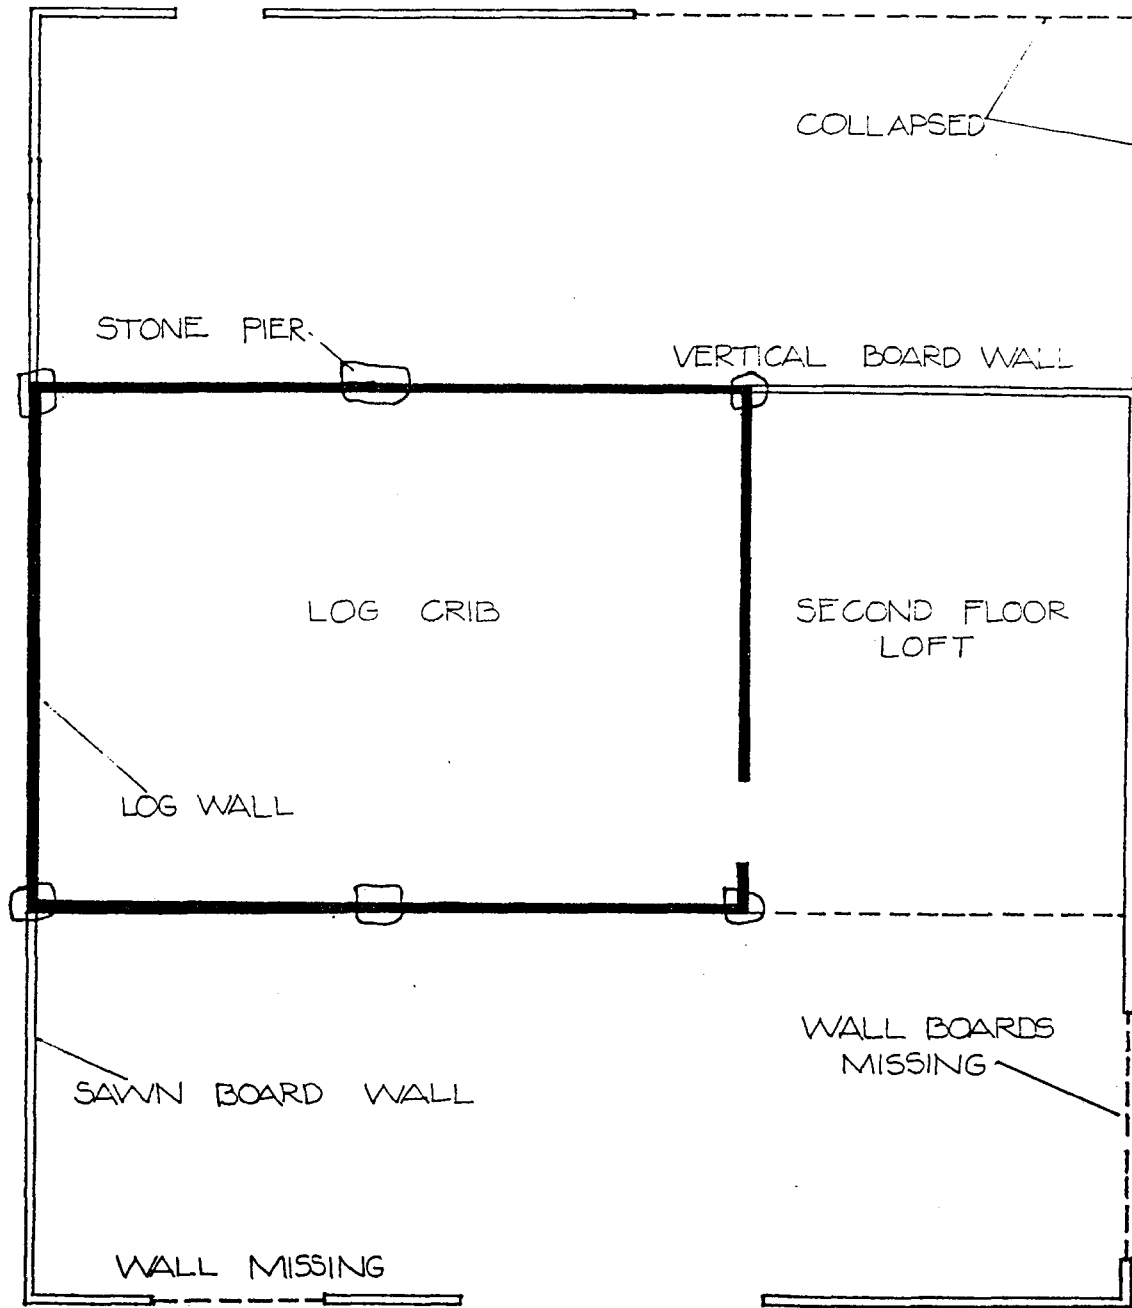 COLLAPSED
STONE PIER
VERTICAL BOARD WALL
LOG CRIB
SECOND FLOOR
LOFT
LOG WALL
WALL BOARDS
MISSING
SAWN BOARD WALL
WALL MISSING